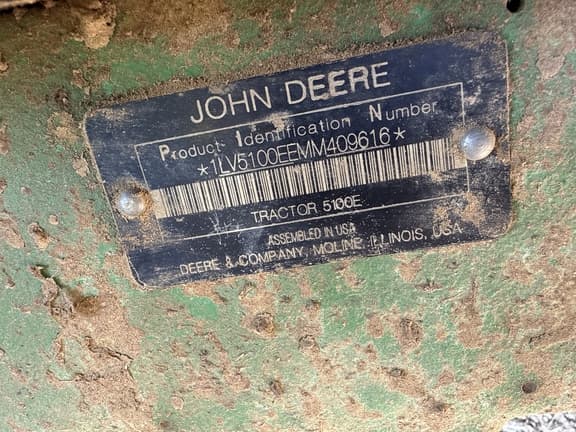 JOHN DEERE
Product Identification Number
*1LV5100EEMM409616*
TRACTOR 5100E
ASSEMBLED IN USA
DEERE & COMPANY, MOLINE, ILLINOIS, USA